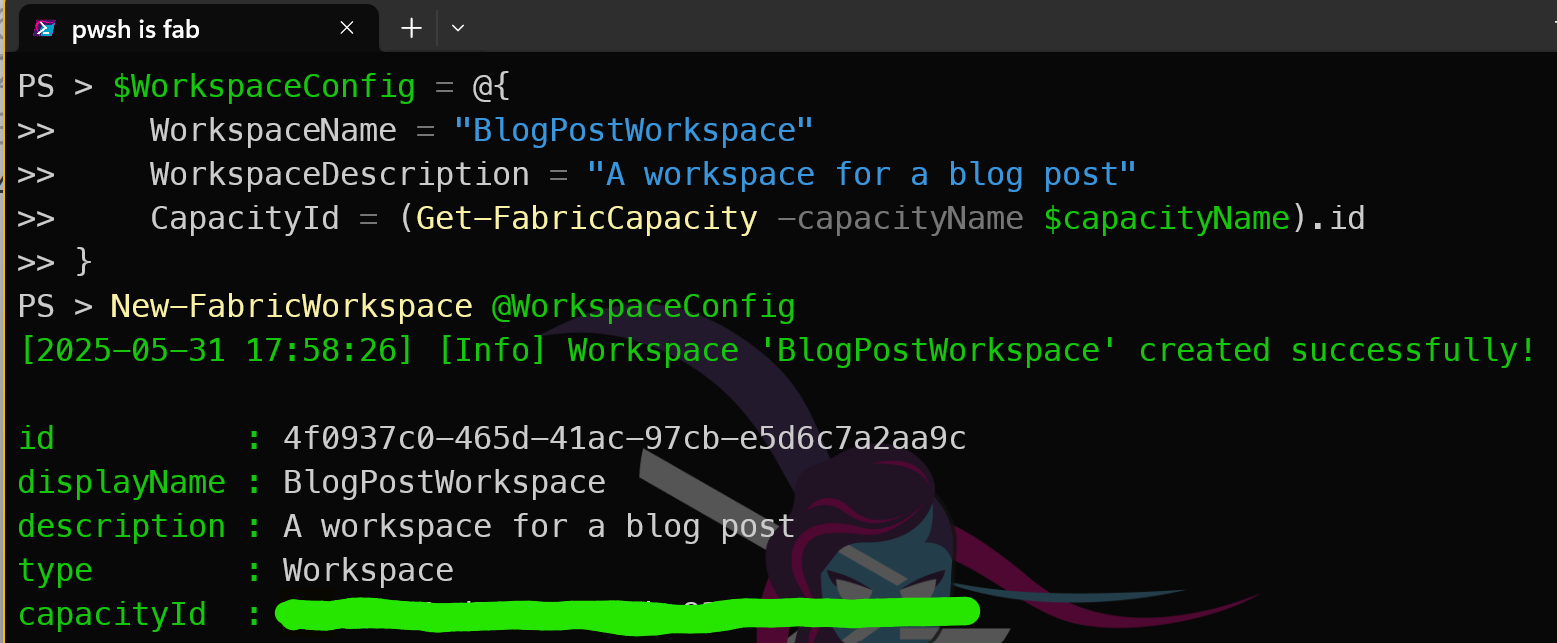 pwsh is fab
PS > $WorkspaceConfig = @{
>>     WorkspaceName = "BlogPostWorkspace"
>>     WorkspaceDescription = "A workspace for a blog post"
>>     CapacityId = (Get-FabricCapacity -capacityName $capacityName).id
>> }
PS > New-FabricWorkspace @WorkspaceConfig
[2025-05-31 17:58:26] [Info] Workspace 'BlogPostWorkspace' created successfully!
id          : 4f0937c0-465d-41ac-97cb-e5d6c7a2aa9c
displayName : BlogPostWorkspace
description : A workspace for a blog post
type        : Workspace
capacityId  :